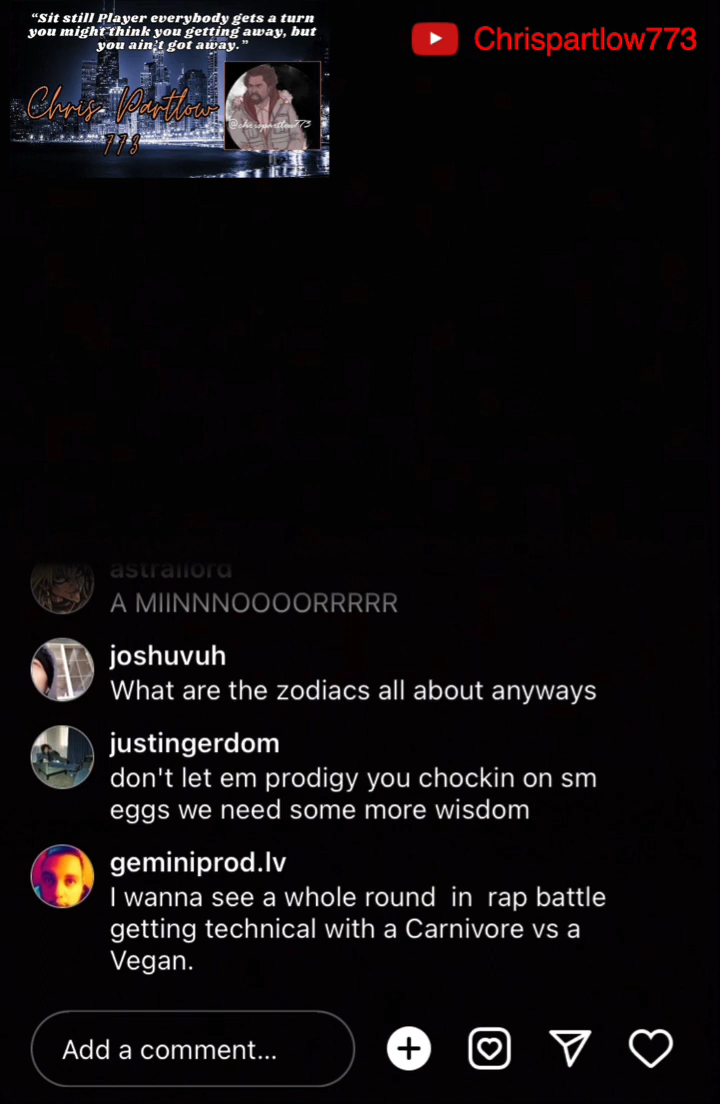 “Sit still Player everybody gets a turn
you might think you getting away, but
you ain't got away.”
Chrispartlow773
Chris Partlow
773
@chrispartlow773
astrallord
A MIINNNOOOORRRRR
joshuvuh
What are the zodiacs all about anyways
justingerdom
don't let em prodigy you chockin on sm
eggs we need some more wisdom
geminiprod.lv
I wanna see a whole round in rap battle
getting technical with a Carnivore vs a
Vegan.
Add a comment...